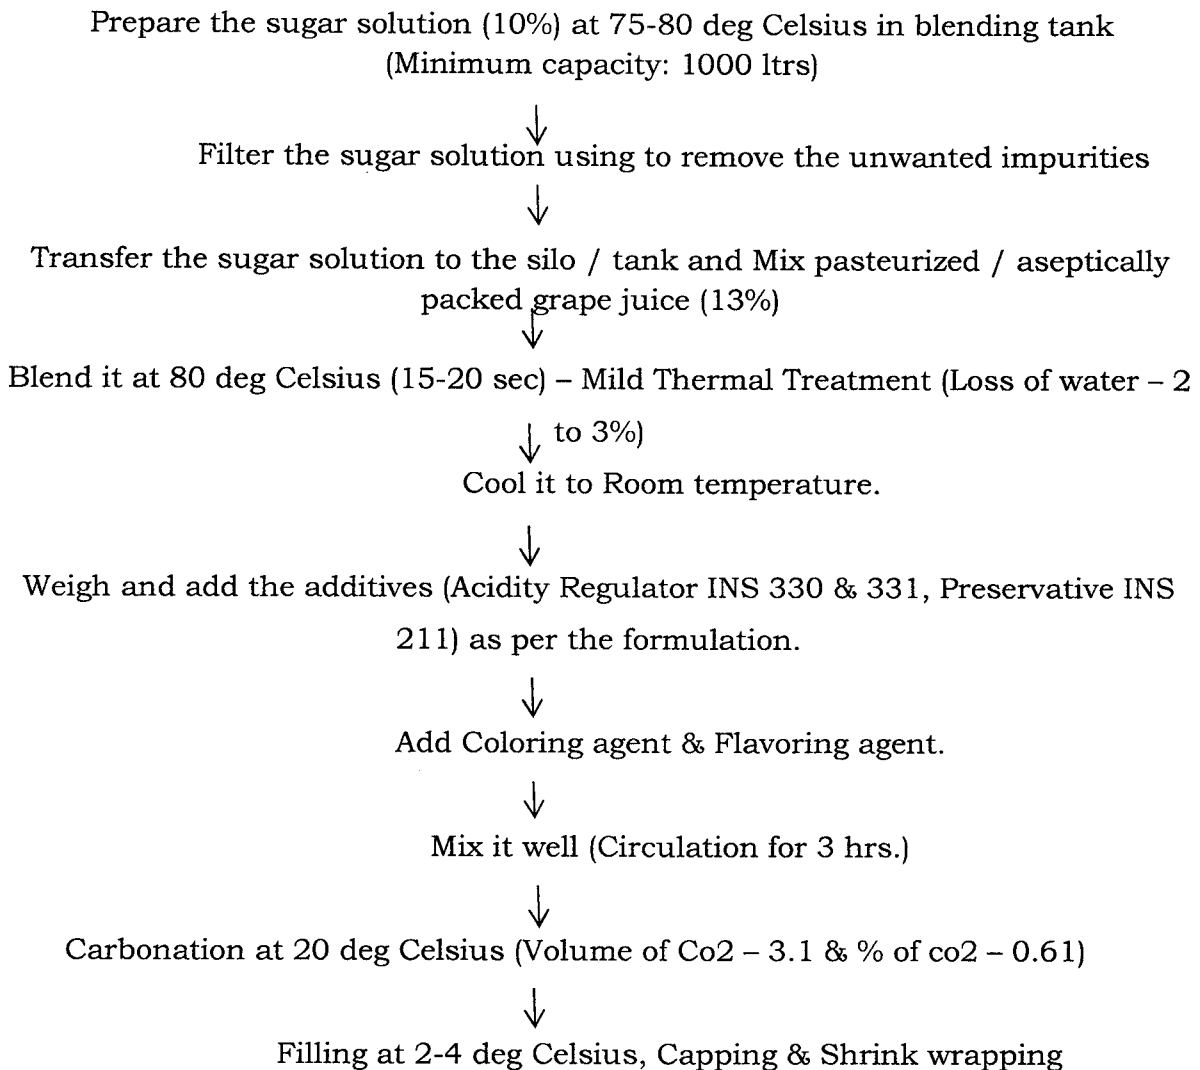 Prepare the sugar solution (10%) at 75-80 deg Celsius in blending tank
(Minimum capacity: 1000 ltrs)
Filter the sugar solution using to remove the unwanted impurities
Transfer the sugar solution to the silo / tank and Mix pasteurized / aseptically
packed grape juice (13%)
Blend it at 80 deg Celsius (15-20 sec) – Mild Thermal Treatment (Loss of water – 2
to 3%)
Cool it to Room temperature.
Weigh and add the additives (Acidity Regulator INS 330 & 331, Preservative INS
211) as per the formulation.
Add Coloring agent & Flavoring agent.
Mix it well (Circulation for 3 hrs.)
Carbonation at 20 deg Celsius (Volume of Co2 – 3.1 & % of co2 – 0.61)
Filling at 2-4 deg Celsius, Capping & Shrink wrapping